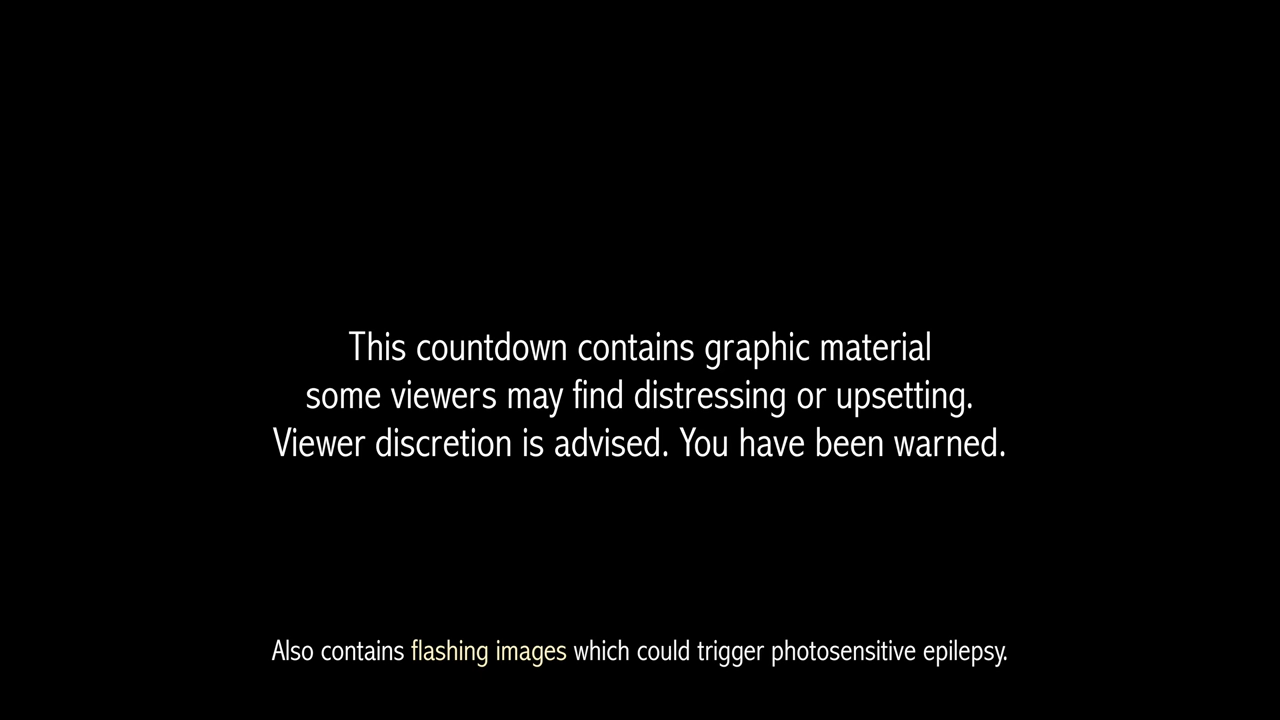 This countdown contains graphic material
some viewers may find distressing or upsetting.
Viewer discretion is advised. You have been warned.
Also contains flashing images which could trigger photosensitive epilepsy.